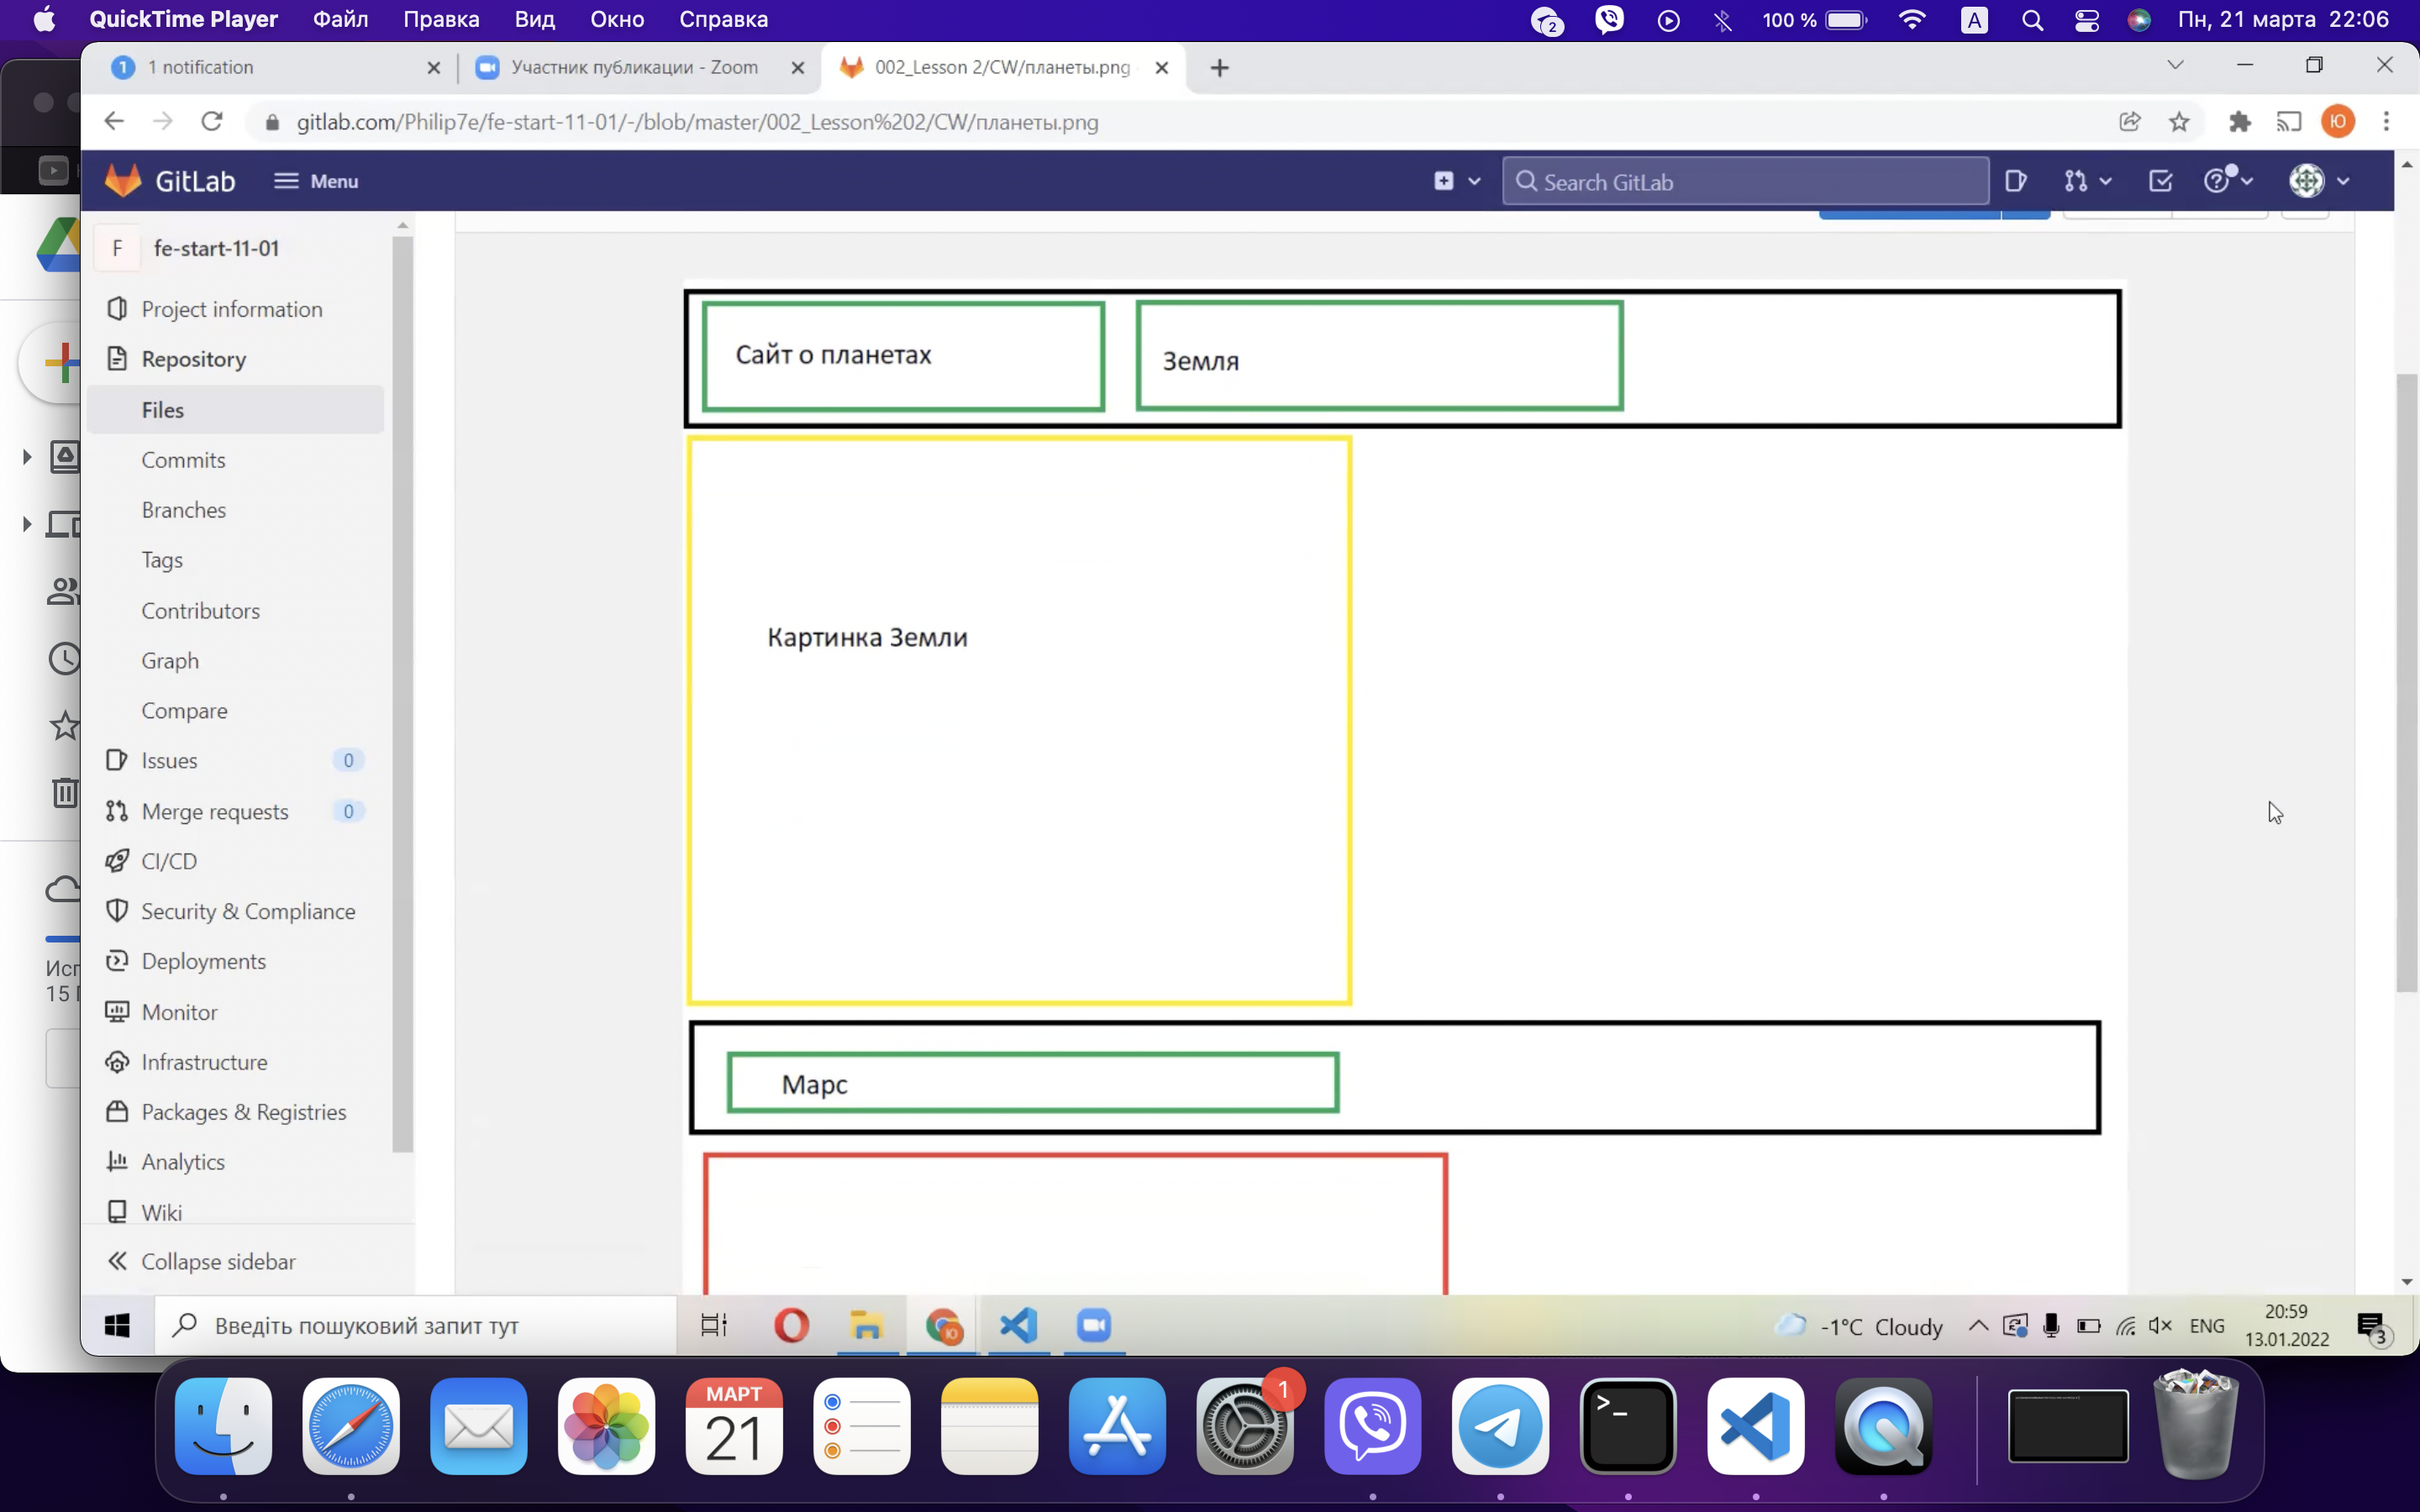 QuickTime Player Файл Правка Вид Окно Справка 2 100 % A Пн, 21 марта 22:06
1 1 notification Участник публикации - Zoom 002_Lesson 2/CW/планеты.png
gitlab.com/Philip7e/fe-start-11-01/-/blob/master/002_Lesson%202/CW/планеты.png Ю
GitLab Menu Search GitLab
F fe-start-11-01
Project information
Repository
Files
Commits
Branches
Tags
Contributors
Graph
Compare
Issues 0
Merge requests 0
CI/CD
Security & Compliance
Deployments
Monitor
Infrastructure
Packages & Registries
Analytics
Wiki
Collapse sidebar
Сайт о планетах
Земля
Картинка Земли
Марс
15
Введіть пошуковий запит тут
-1°C Cloudy ENG
20:59
13.01.2022
3
МАРТ
21
1